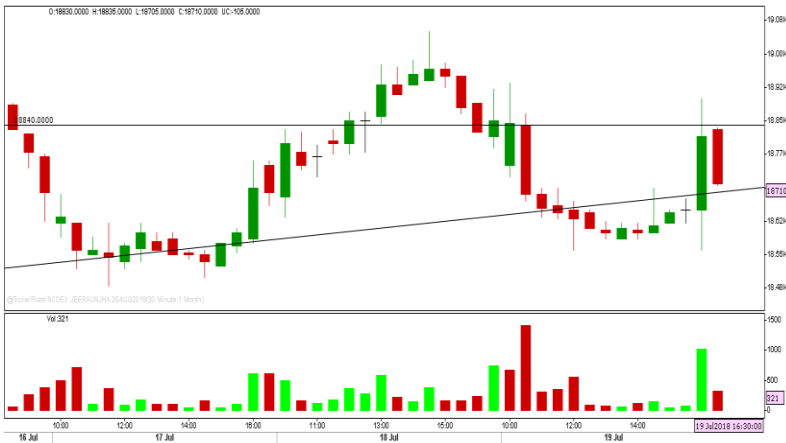 O:18830.0000 H:18835.0000 L:18705.0000 C:18710.0000 UC:-105.0000
19.08K
19.00K
18.92K
18.85K
8840.0000
18.77K
18710
18.62K
18.55K
18.48K
@TickerPlant-NCDEX JEERAUNJHA 20AUG2018(30 Minute:1 Month)
Vol:321
1500
1000
500
321
0
10:00 12:00 14:00 16:00 11:00 13:00 15:00 10:00 12:00 14:00 19 Jul2018 16:30:00
16 Jul 17 Jul 18 Jul 19 Jul